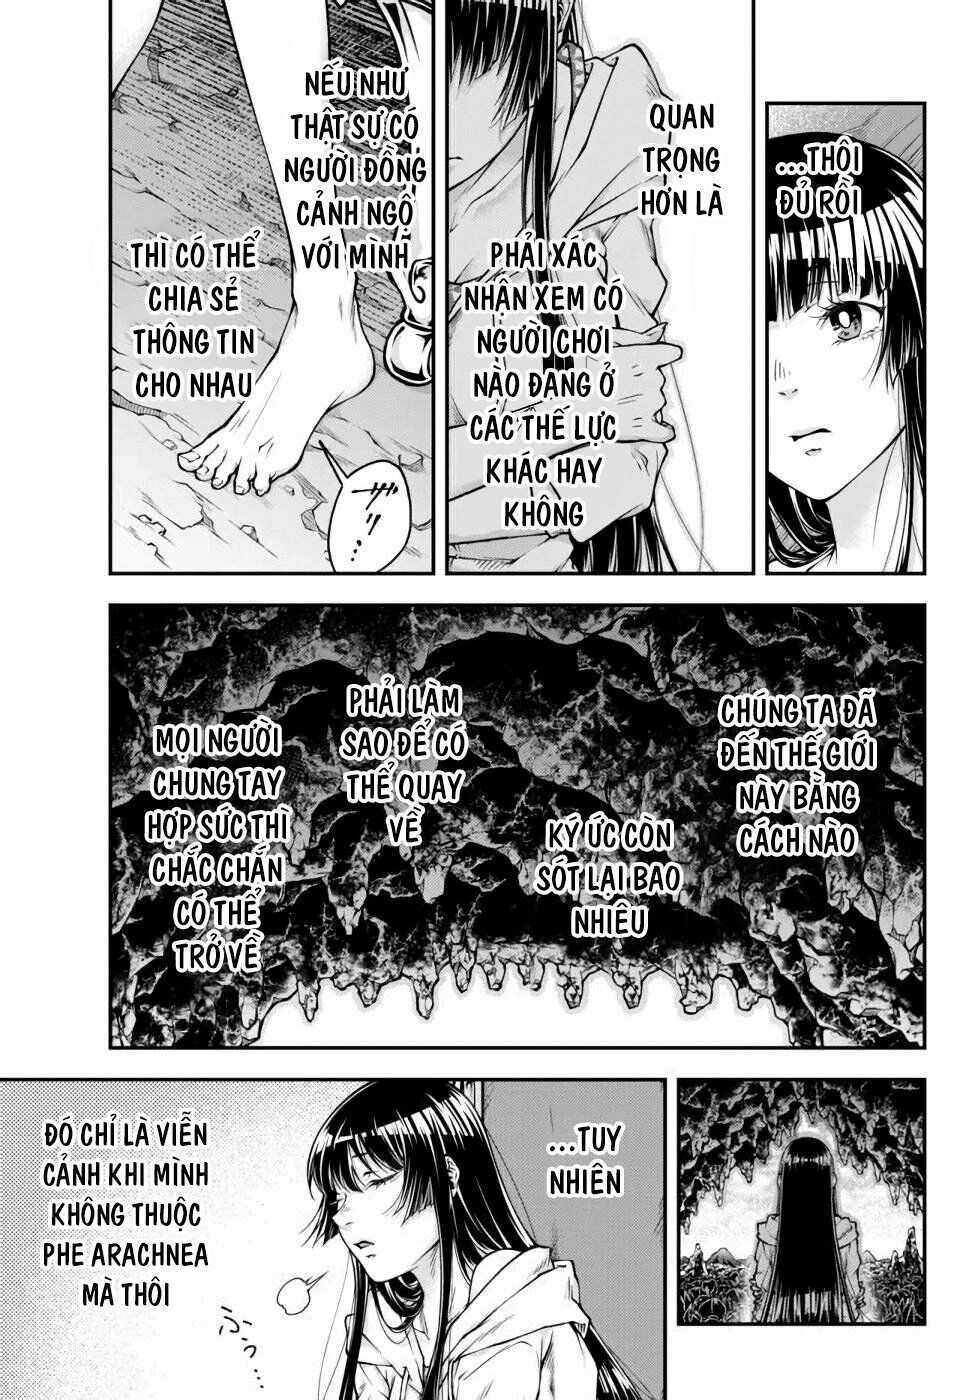 ...THÔI
ĐỦ RỒI
QUAN
TRỌNG
HƠN LÀ
PHẢI XÁC
NHẬN XEM CÓ
NGƯỜI CHƠI
NÀO ĐANG Ở
CÁC THẾ LỰC
KHÁC HAY
KHÔNG
NẾU NHƯ
THẬT SỰ CÓ
NGƯỜI ĐỒNG
CẢNH NGỘ
VỚI MÌNH
THÌ CÓ THỂ
CHIA SẺ
THÔNG TIN
CHO NHAU
ザリ…
CHÚNG TA ĐÃ
ĐẾN THẾ GIỚI
NÀY BẰNG
CÁCH NÀO
KÝ ỨC CÒN
SÓT LẠI BAO
NHIÊU
PHẢI LÀM
SAO ĐỂ CÓ
THỂ QUAY
VỀ
MỌI NGƯỜI
CHUNG TAY
HỢP SỨC THÌ
CHẮC CHẮN
CÓ THỂ
TRỞ VỀ
...TUY
NHIÊN
ĐÓ CHỈ LÀ VIỄN
CẢNH KHI MÌNH
KHÔNG THUỘC
PHE ARACHNEA
MÀ THÔI
ふぅ…